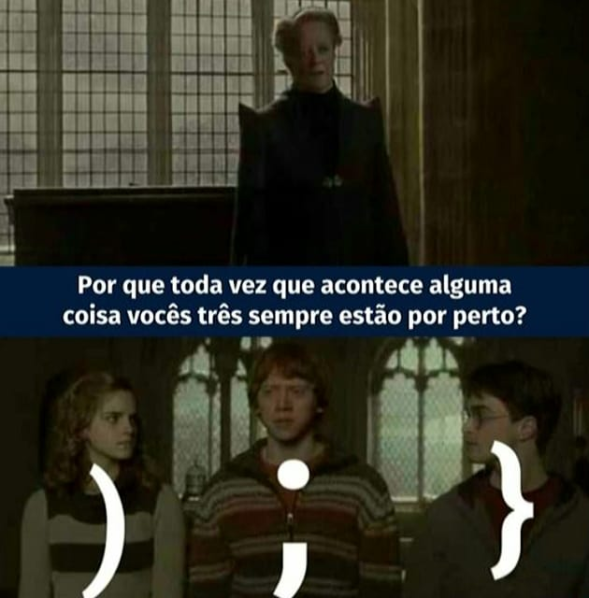 Por que toda vez que acontece alguma
coisa vocês três sempre estão por perto?
) ; }